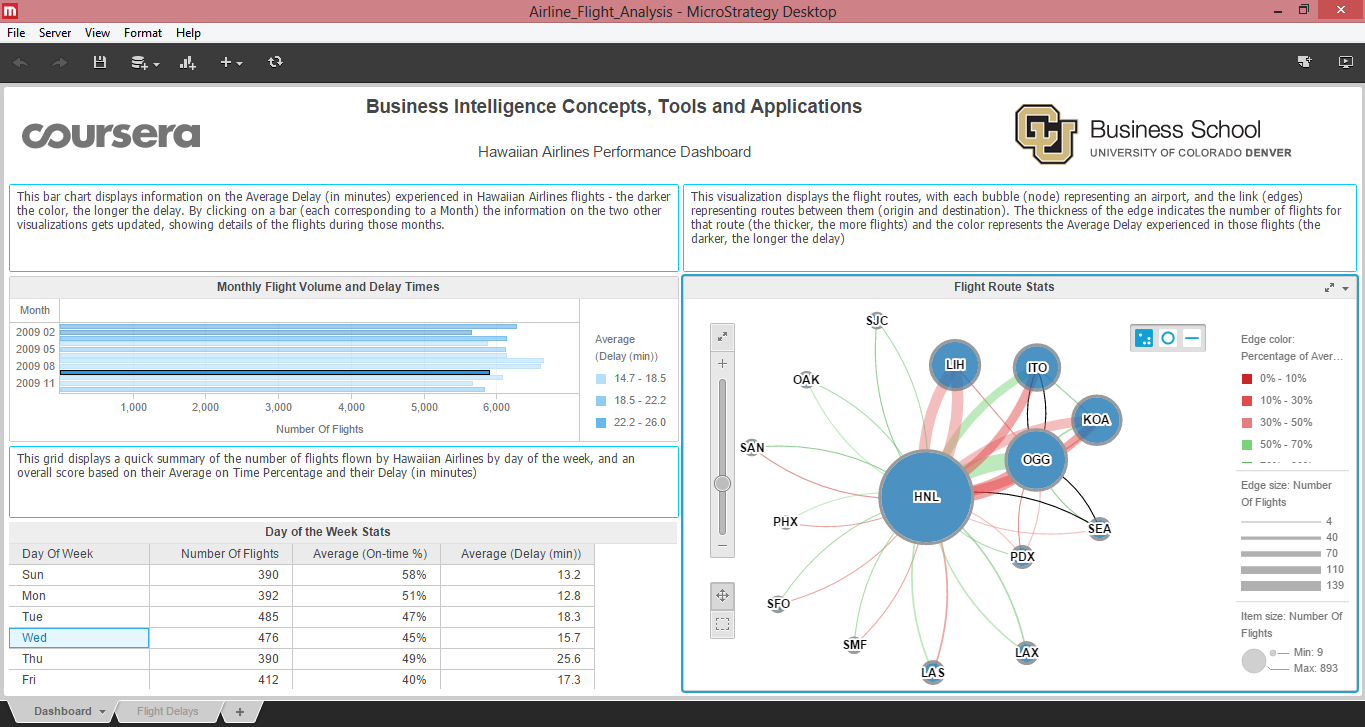 Airline_Flight_Analysis - MicroStrategy Desktop
File Server View Format Help
Business Intelligence Concepts, Tools and Applications
coursera
Hawaiian Airlines Performance Dashboard
CU
Business School
UNIVERSITY OF COLORADO DENVER
This bar chart displays information on the Average Delay (in minutes) experienced in Hawaiian Airlines flights - the darker
the color, the longer the delay. By clicking on a bar (each corresponding to a Month) the information on the two other
visualizations gets updated, showing details of the flights during those months.
This visualization displays the flight routes, with each bubble (node) representing an airport, and the link (edges)
representing routes between them (origin and destination). The thickness of the edge indicates the number of flights for
that route (the thicker, the more flights) and the color represents the Average Delay experienced in those flights (the
darker, the longer the delay)
Monthly Flight Volume and Delay Times
Month
2009 02
2009 05
2009 08
2009 11
1,000 2,000 3,000 4,000 5,000 6,000
Number Of Flights
Average
(Delay (min))
14.7 - 18.5
18.5 - 22.2
22.2 - 26.0
This grid displays a quick summary of the number of flights flown by Hawaiian Airlines by day of the week, and an
overall score based on their Average on Time Percentage and their Delay (in minutes)
Day of the Week Stats
Day Of Week Number Of Flights Average (On-time %) Average (Delay (min))
Sun 390 58% 13.2
Mon 392 51% 12.8
Tue 485 47% 18.3
Wed 476 45% 15.7
Thu 390 49% 25.6
Fri 412 40% 17.3
Flight Route Stats
SJC
LIH
ITO
OAK
KOA
SAN
OGG
HNL
PHX
SEA
PDX
SFO
SMF
LAX
LAS
Edge color:
Percentage of Aver...
0% - 10%
10% - 30%
30% - 50%
50% - 70%
Edge size: Number
Of Flights
4
40
70
110
139
Item size: Number Of
Flights
Min: 9
Max: 893
Dashboard Flight Delays